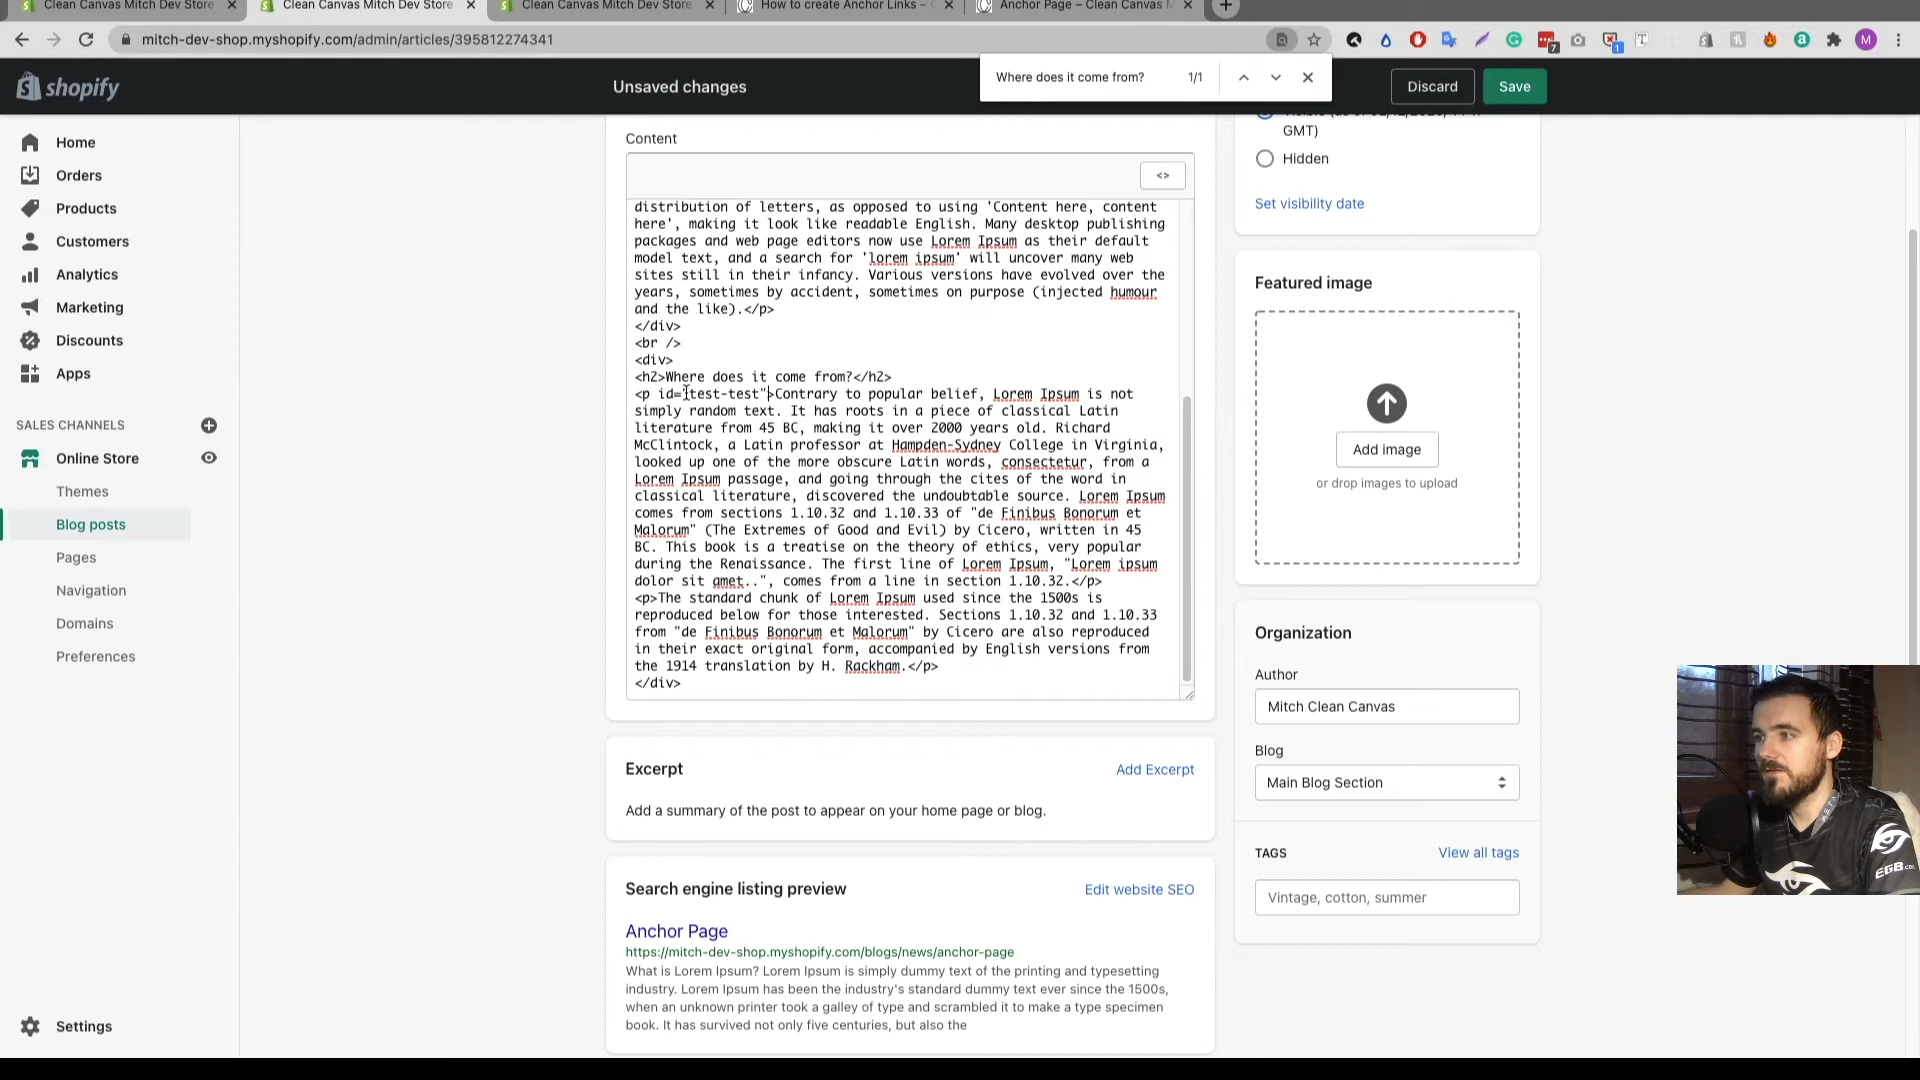 Clean Canvas Mitch Dev Store
Clean Canvas Mitch Dev Store
Clean Canvas Mitch Dev Store
How to create Anchor Links –
Anchor Page – Clean Canvas
mitch-dev-shop.myshopify.com/admin/articles/395812274341
7
1
M
Where does it come from?
1/1
shopify
Unsaved changes
Discard
Save
Home
Orders
Products
Customers
Analytics
Marketing
Discounts
Apps
SALES CHANNELS
Online Store
Themes
Blog posts
Pages
Navigation
Domains
Preferences
Settings
Content
<>
distribution of letters, as opposed to using 'Content here, content
here', making it look like readable English. Many desktop publishing
packages and web page editors now use Lorem Ipsum as their default
model text, and a search for 'lorem ipsum' will uncover many web
sites still in their infancy. Various versions have evolved over the
years, sometimes by accident, sometimes on purpose (injected humour
and the like).</p>
</div>
<br />
<div>
<h2>Where does it come from?</h2>
<p id="test-test">Contrary to popular belief, Lorem Ipsum is not
simply random text. It has roots in a piece of classical Latin
literature from 45 BC, making it over 2000 years old. Richard
McClintock, a Latin professor at Hampden-Sydney College in Virginia,
looked up one of the more obscure Latin words, consectetur, from a
Lorem Ipsum passage, and going through the cites of the word in
classical literature, discovered the undoubtable source. Lorem Ipsum
comes from sections 1.10.32 and 1.10.33 of "de Finibus Bonorum et
Malorum" (The Extremes of Good and Evil) by Cicero, written in 45
BC. This book is a treatise on the theory of ethics, very popular
during the Renaissance. The first line of Lorem Ipsum, "Lorem ipsum
dolor sit amet..", comes from a line in section 1.10.32.</p>
<p>The standard chunk of Lorem Ipsum used since the 1500s is
reproduced below for those interested. Sections 1.10.32 and 1.10.33
from "de Finibus Bonorum et Malorum" by Cicero are also reproduced
in their exact original form, accompanied by English versions from
the 1914 translation by H. Rackham.</p>
</div>
Excerpt
Add Excerpt
Add a summary of the post to appear on your home page or blog.
Search engine listing preview
Edit website SEO
Anchor Page
https://mitch-dev-shop.myshopify.com/blogs/news/anchor-page
What is Lorem Ipsum? Lorem Ipsum is simply dummy text of the printing and typesetting
industry. Lorem Ipsum has been the industry's standard dummy text ever since the 1500s,
when an unknown printer took a galley of type and scrambled it to make a type specimen
book. It has survived not only five centuries, but also the
GMT)
Hidden
Set visibility date
Featured image
Add image
or drop images to upload
Organization
Author
Mitch Clean Canvas
Blog
Main Blog Section
TAGS
View all tags
Vintage, cotton, summer
EGB